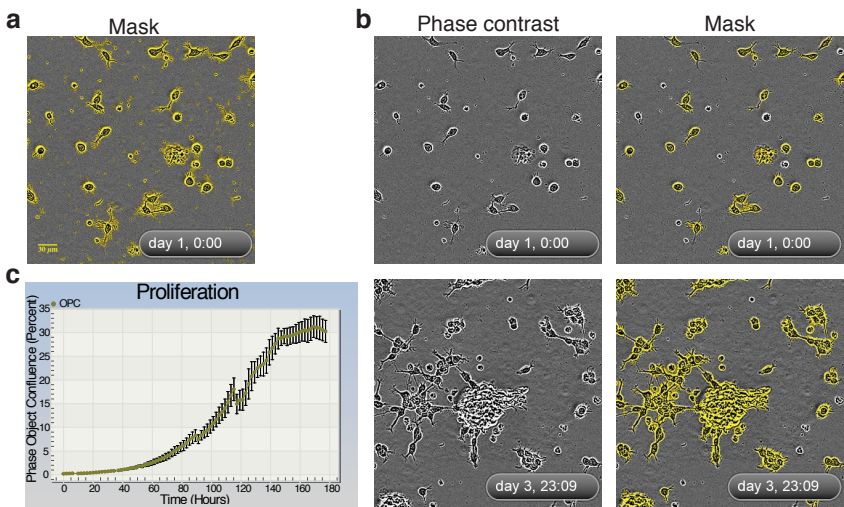 a
Mask
30 µm
day 1, 0:00
b
Phase contrast
Mask
day 1, 0:00
day 1, 0:00
c
Proliferation
OPC
Phase Object Confluence (Percent)
35
30
25
20
15
10
5
0
0 20 40 60 80 100 120 140 160 180
Time (Hours)
day 3, 23:09
day 3, 23:09